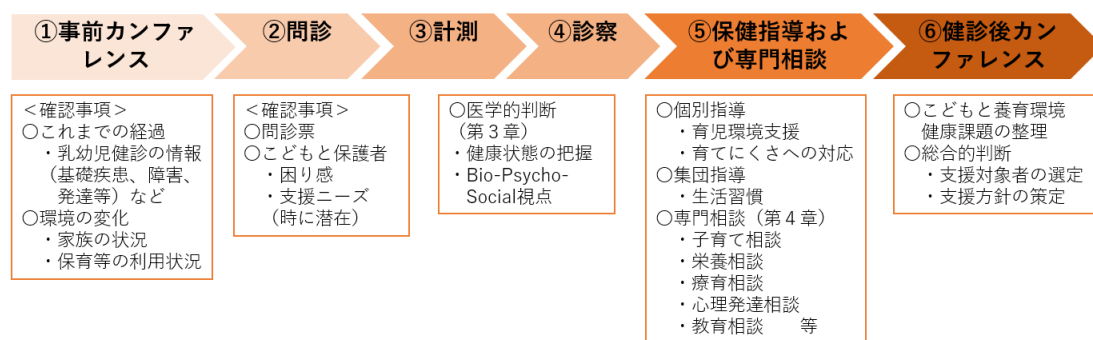 ①事前カンファ
レンス
②問診
③計測
④診察
⑤保健指導およ
び専門相談
⑥健診後カン
ファレンス
＜確認事項＞
○これまでの経過
・乳幼児健診の情報
（基礎疾患、障害、
発達等）など
○環境の変化
・家族の状況
・保育等の利用状況
＜確認事項＞
○問診票
○こどもと保護者
・困り感
・支援ニーズ
（時に潜在）
○医学的判断
（第３章）
・健康状態の把握
・Bio-Psycho-
Social視点
○個別指導
・育児環境支援
・育てにくさへの対応
○集団指導
・生活習慣
○専門相談（第４章）
・子育て相談
・栄養相談
・療育相談
・心理発達相談
・教育相談　　等
○こどもと養育環境
健康課題の整理
○総合的判断
・支援対象者の選定
・支援方針の策定